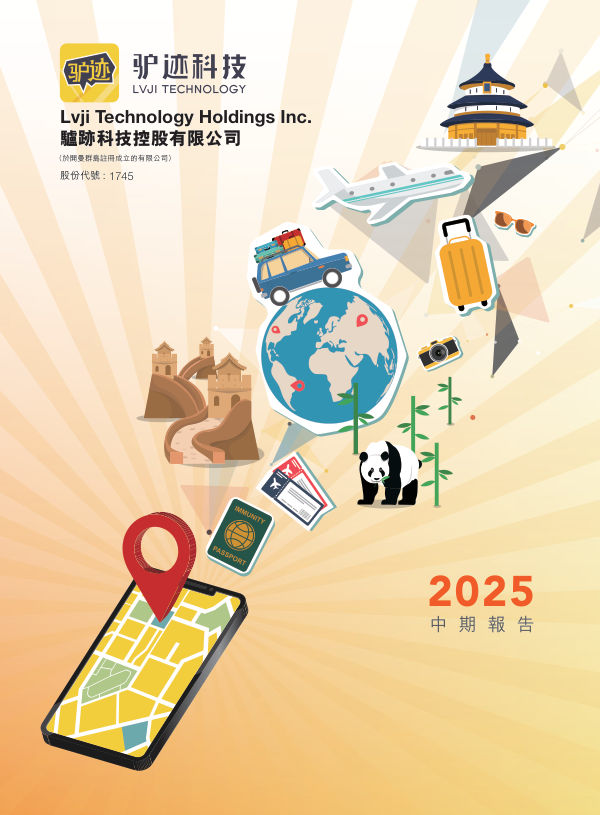 驴迹
驴迹科技
LVJI TECHNOLOGY
Lvji Technology Holdings Inc.
驢跡科技控股有限公司
(於開曼群島註冊成立的有限公司)
股份代號：1745
IMMUNITY
PASSPORT
2025
中期報告